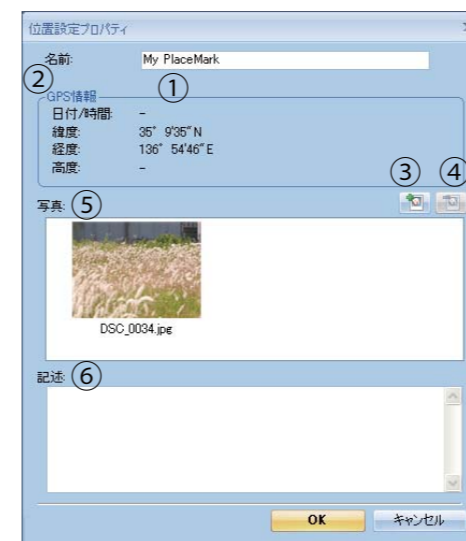 位置設定プロパティ
名前: My PlaceMark
② ①
GPS情報
日付/時間: -
緯度: 35° 9'35"N
経度: 136° 54'46"E
高度: -
③ ④
写真: ⑤
DSC_0034.jpg
記述: ⑥
OK キャンセル